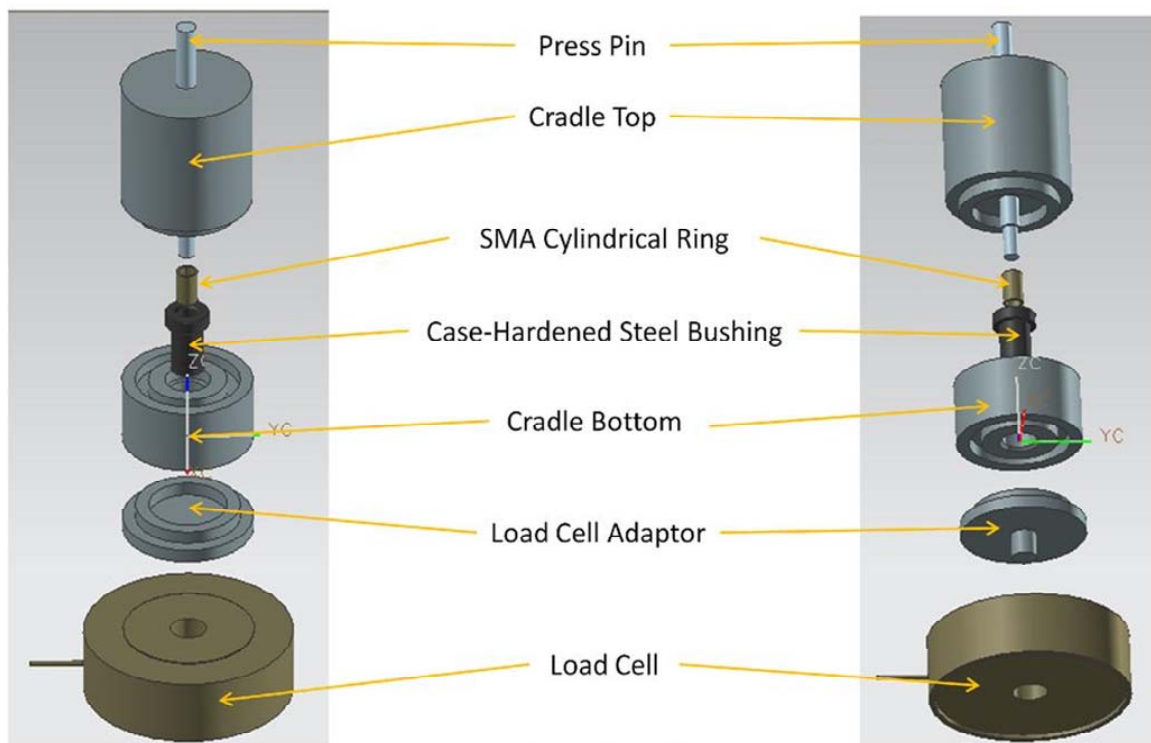 Press Pin
Cradle Top
SMA Cylindrical Ring
Case-Hardened Steel Bushing
ZC
ZC
Cradle Bottom
YC
YC
Load Cell Adaptor
Load Cell